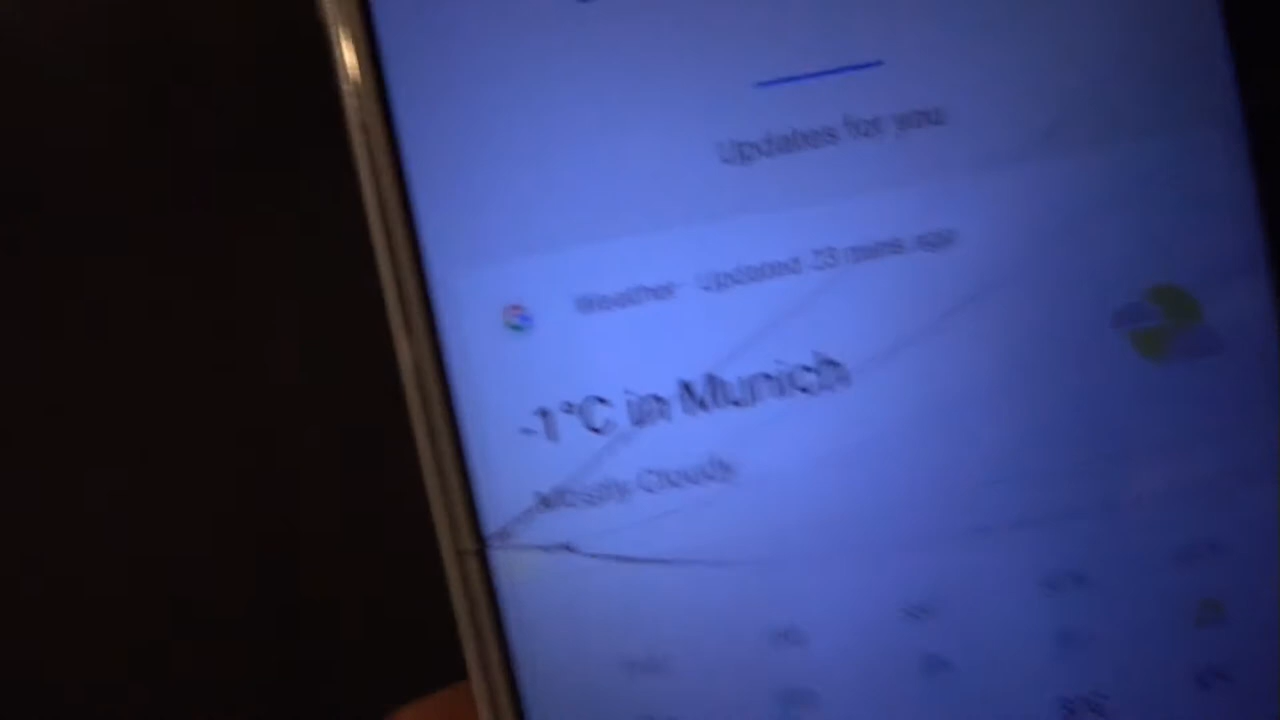 Updates for you
Weather · Updated 23 mins ago
-1°C in Munich
Mostly Cloudy